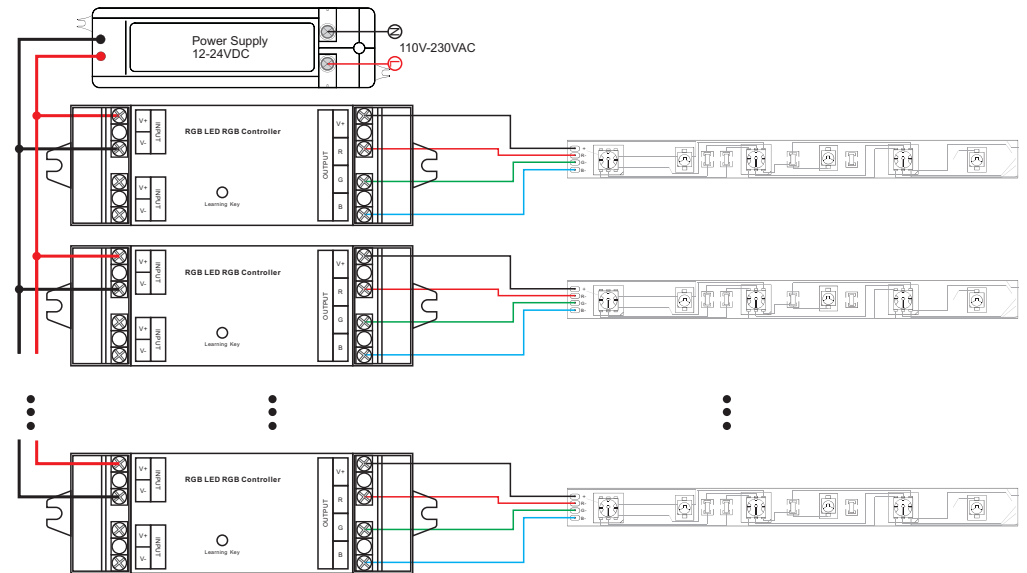 Power Supply
12-24VDC
N
L
110V-230VAC
V+
V-
INPUT
V+
V-
INPUT
RGB LED RGB Controller
Learning Key
OUTPUT
V+
R
G
B
+
R-
G-
B-
V+
V-
INPUT
V+
V-
INPUT
RGB LED RGB Controller
Learning Key
OUTPUT
V+
R
G
B
+
R-
G-
B-
V+
V-
INPUT
V+
V-
INPUT
RGB LED RGB Controller
Learning Key
OUTPUT
V+
R
G
B
+
R-
G-
B-